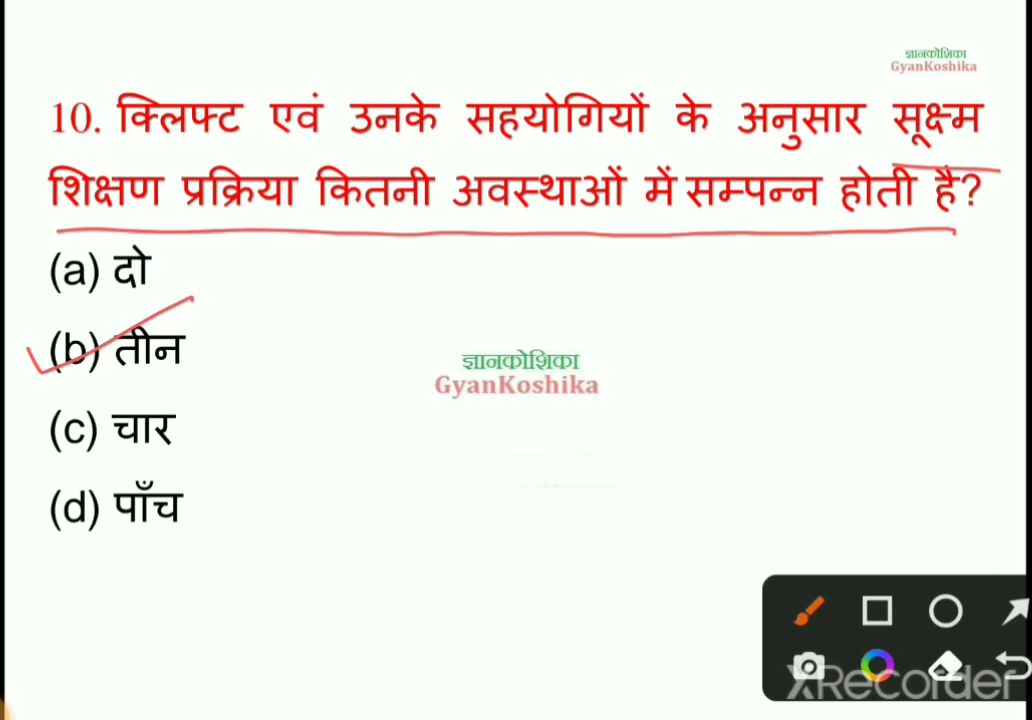 ज्ञानकोशिका
GyanKoshika
10. क्लिफ्ट एवं उनके सहयोगियों के अनुसार सूक्ष्म
शिक्षण प्रक्रिया कितनी अवस्थाओं में सम्पन्न होती है?
(a) दो
(b) तीन
ज्ञानकोशिका
GyanKoshika
(c) चार
(d) पाँच
XRecorder